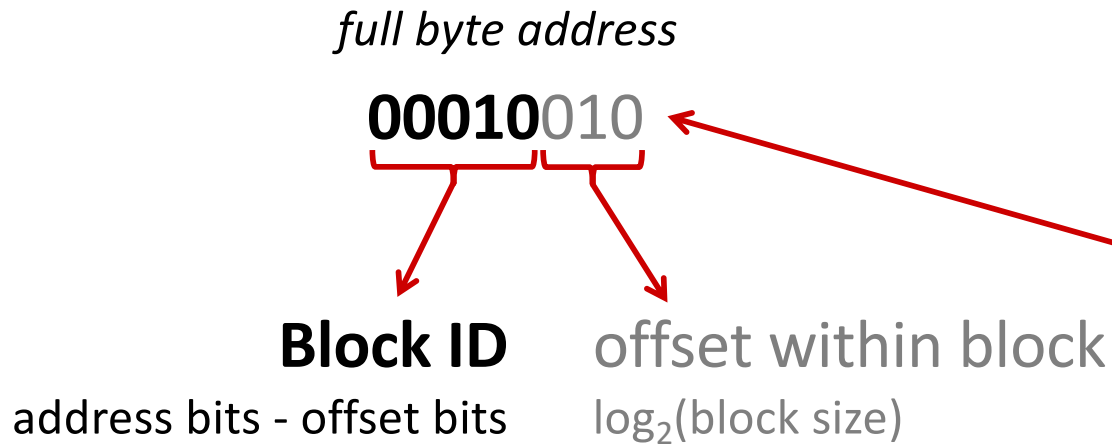 full byte address
00010010
Block ID offset within block
address bits - offset bits log₂(block size)